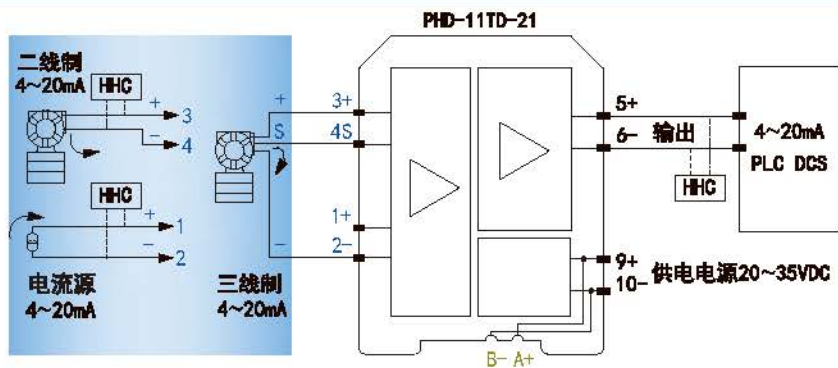 PHD-11TD-21
二线制
4~20mA
HHC
+
3
-
4
HHC
+
1
-
2
电流源
4~20mA
+
S
-
三线制
4~20mA
3+
4S
1+
2-
5+
6-
输出
HHC
4~20mA
PLC DCS
9+
10-
供电电源20~35VDC
B- A+